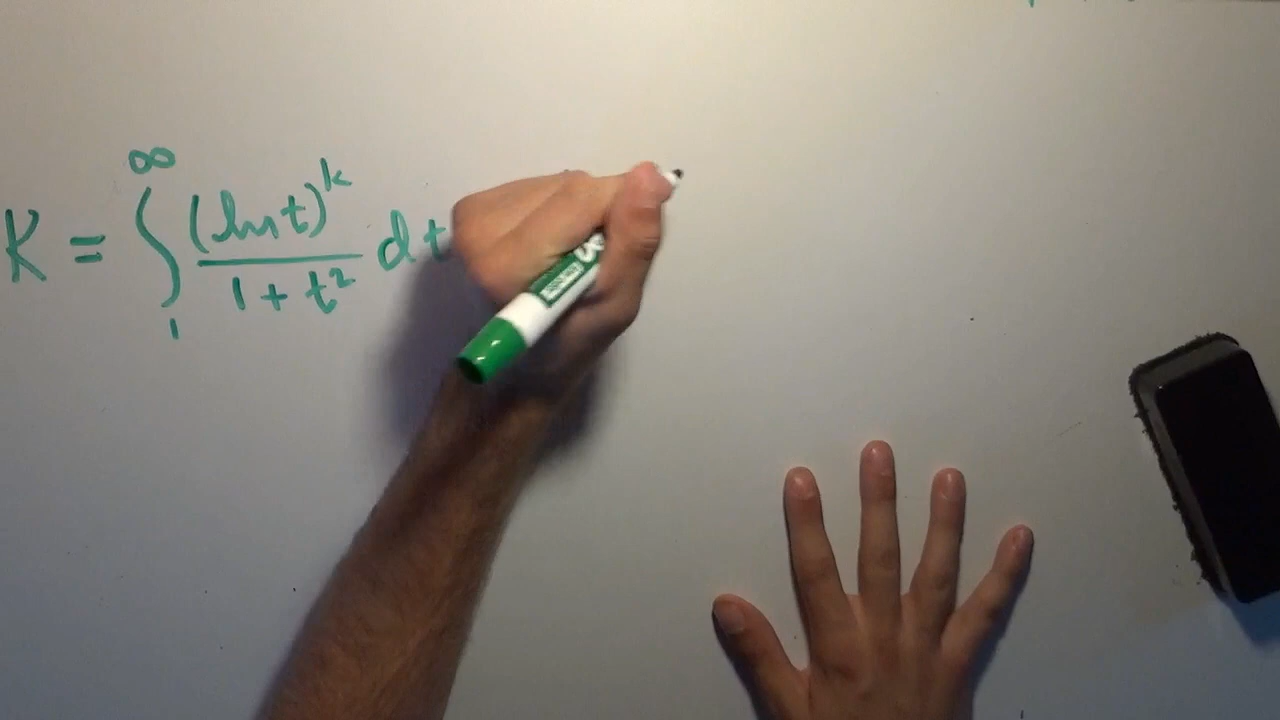 K = ∫₁^∞ (ln t)^k / (1 + t²) dt